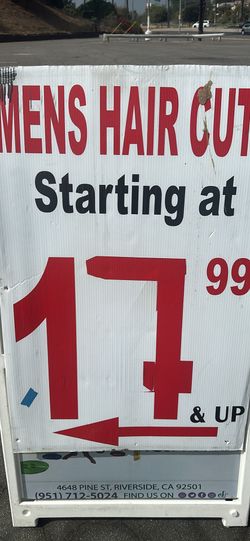 MENS HAIR CUT
Starting at
17 99
& UP
4648 PINE ST, RIVERSIDE, CA 92501
(951) 712-5024 FIND US ON